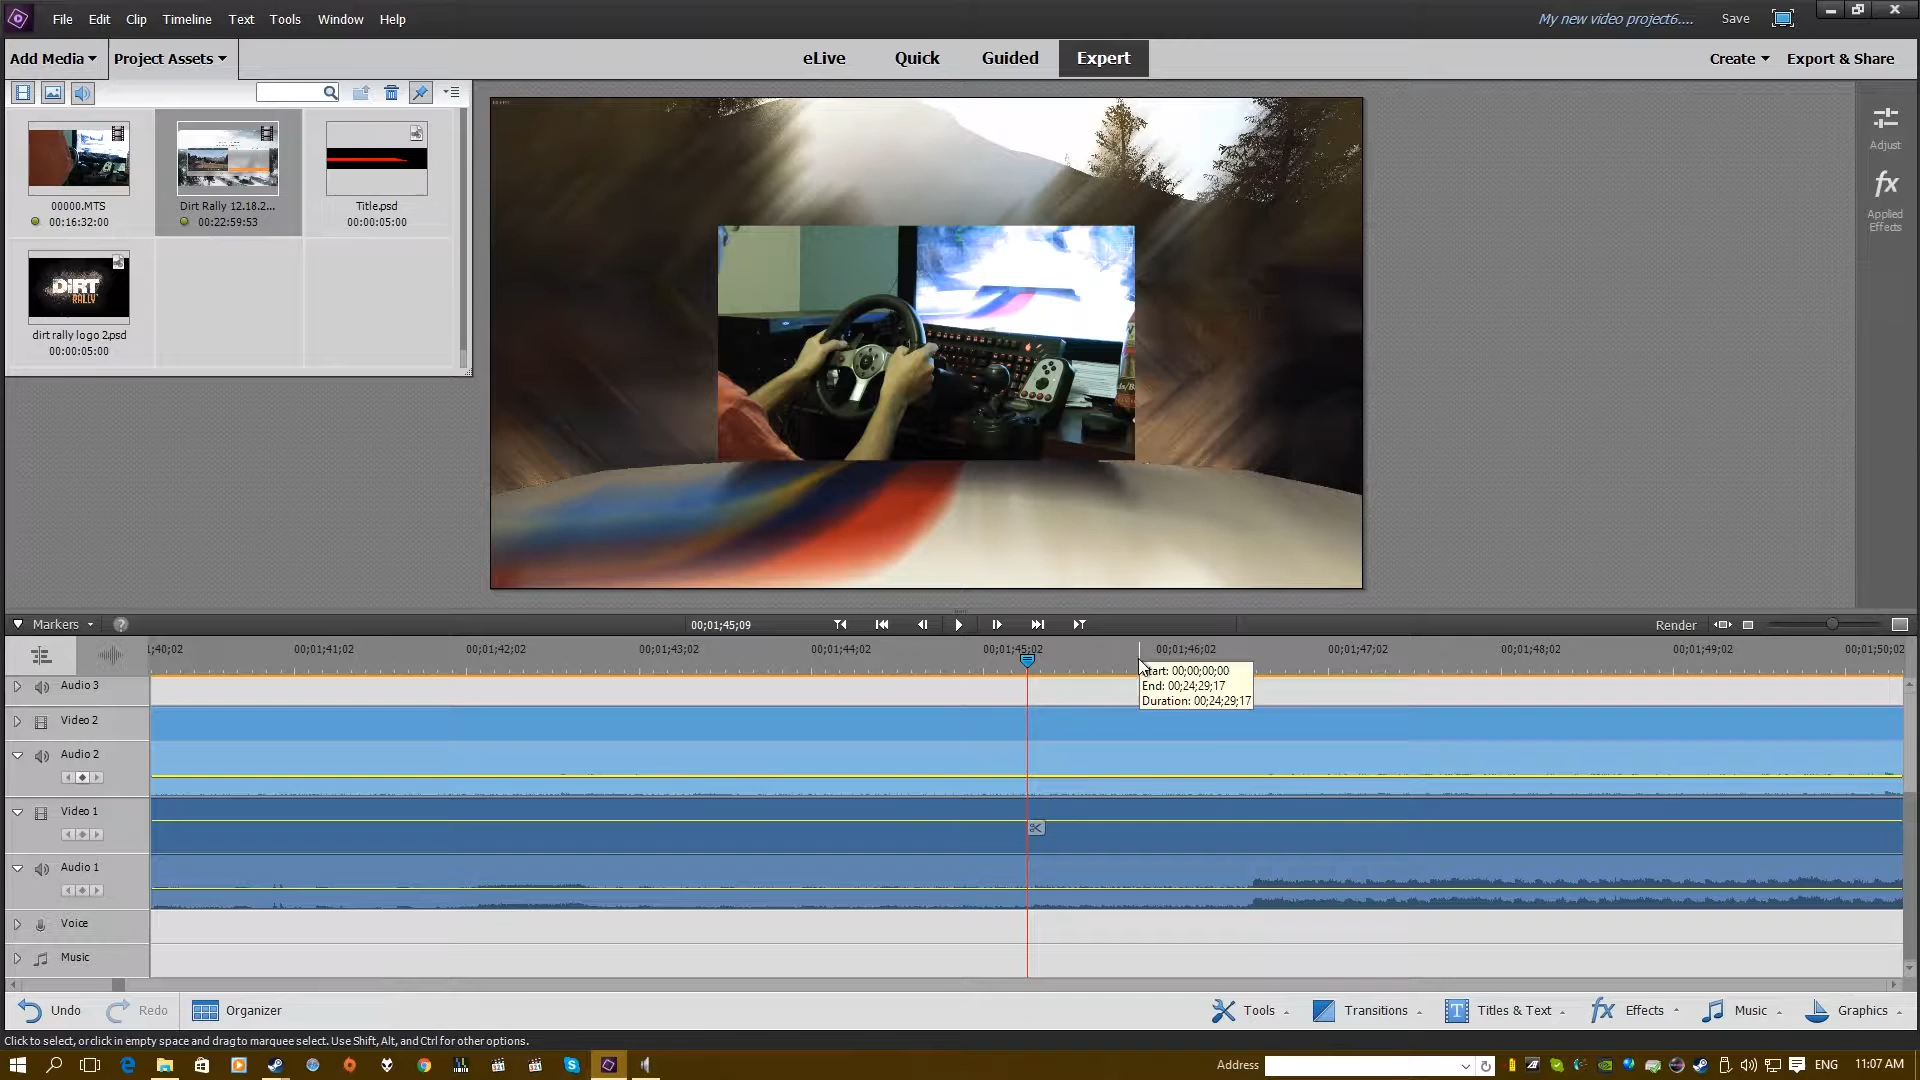 File Edit Clip Timeline Text Tools Window Help
My new video project6....
Save
Add Media
Project Assets
eLive Quick Guided Expert
Create
Export & Share
00000.MTS
00:16:32:00
Dirt Rally 12.18.2...
00:22:59:53
Title.psd
00:00:05:00
DiRT
RALLY
dirt rally logo 2.psd
00:00:05:00
Adjust
fx
Applied
Effects
Markers
?
00;01;45;09
Render
;40;02 00;01;41;02 00;01;42;02 00;01;43;02 00;01;44;02 00;01;45;02 00;01;46;02 00;01;47;02 00;01;48;02 00;01;49;02 00;01;50;02
tart: 00;00;00;00
End: 00;24;29;17
Duration: 00;24;29;17
Audio 3
Video 2
Audio 2
Video 1
Audio 1
Voice
Music
Undo
Redo
Organizer
Tools
Transitions
T
Titles & Text
fx
Effects
Music
Graphics
Click to select, or click in empty space and drag to marquee select. Use Shift, Alt, and Ctrl for other options.
Address
ENG
11:07 AM